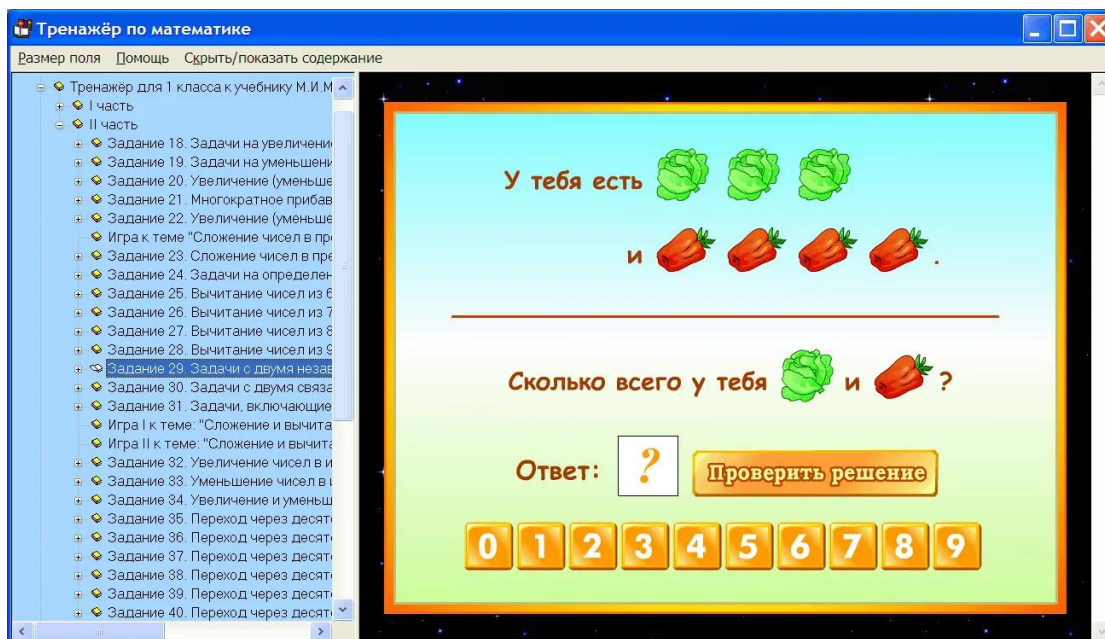 Тренажёр по математике
Размер поля Помощь Скрыть/показать содержание
Тренажёр для 1 класса к учебнику М.И.М
I часть
II часть
Задание 18. Задачи на увеличени
Задание 19. Задачи на уменьшени
Задание 20. Увеличение (уменьше
Задание 21. Многократное прибав
Задание 22. Увеличение (уменьше
Игра к теме "Сложение чисел в пр
Задание 23. Сложение чисел в пре
Задание 24. Задачи на определен
Задание 25. Вычитание чисел из 6
Задание 26. Вычитание чисел из 7
Задание 27. Вычитание чисел из 8
Задание 28. Вычитание чисел из 9
Задание 29. Задачи с двумя незав
Задание 30. Задачи с двумя связа
Задание 31. Задачи, включающие
Игра I к теме: "Сложение и вычита
Игра II к теме: "Сложение и вычита
Задание 32. Увеличение чисел в и
Задание 33. Уменьшение чисел в и
Задание 34. Увеличение и уменьш
Задание 35. Переход через десят
Задание 36. Переход через десят
Задание 37. Переход через десят
Задание 38. Переход через десят
Задание 39. Переход через десят
Задание 40. Переход через десят
У тебя есть
и .
Сколько всего у тебя и ?
Ответ: ? Проверить решение
0 1 2 3 4 5 6 7 8 9